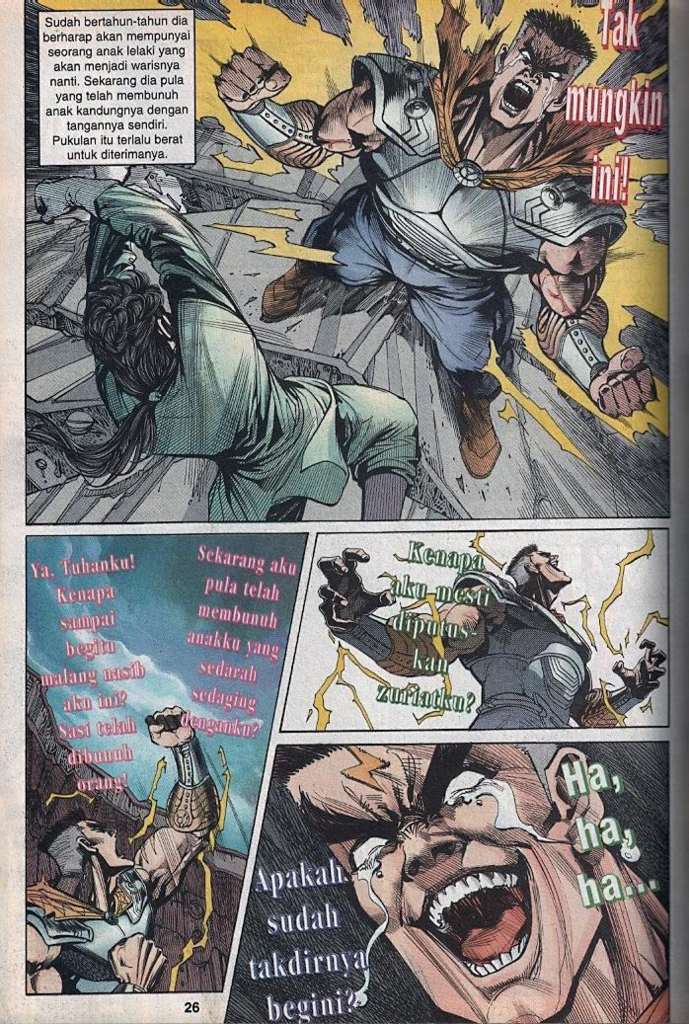 Sudah bertahun-tahun dia
berharap akan mempunyai
seorang anak lelaki yang
akan menjadi warisnya
nanti. Sekarang dia pula
yang telah membunuh
anak kandungnya dengan
tangannya sendiri.
Pukulan itu terlalu berat
untuk diterimanya.
Tak
mungkin
ini!
Ya, Tuhanku!
Kenapa
sampai
begitu
malang nasib
aku ini?
Sasi telah
dibunuh
orang!
Sekarang aku
pula telah
membunuh
anakku yang
sedarah
sedaging
denganku?
Kenapa
aku mesti
diputus-
kan
zuriatku?
Apakah
sudah
takdirnya
begini?
Ha,
ha,
ha...
26